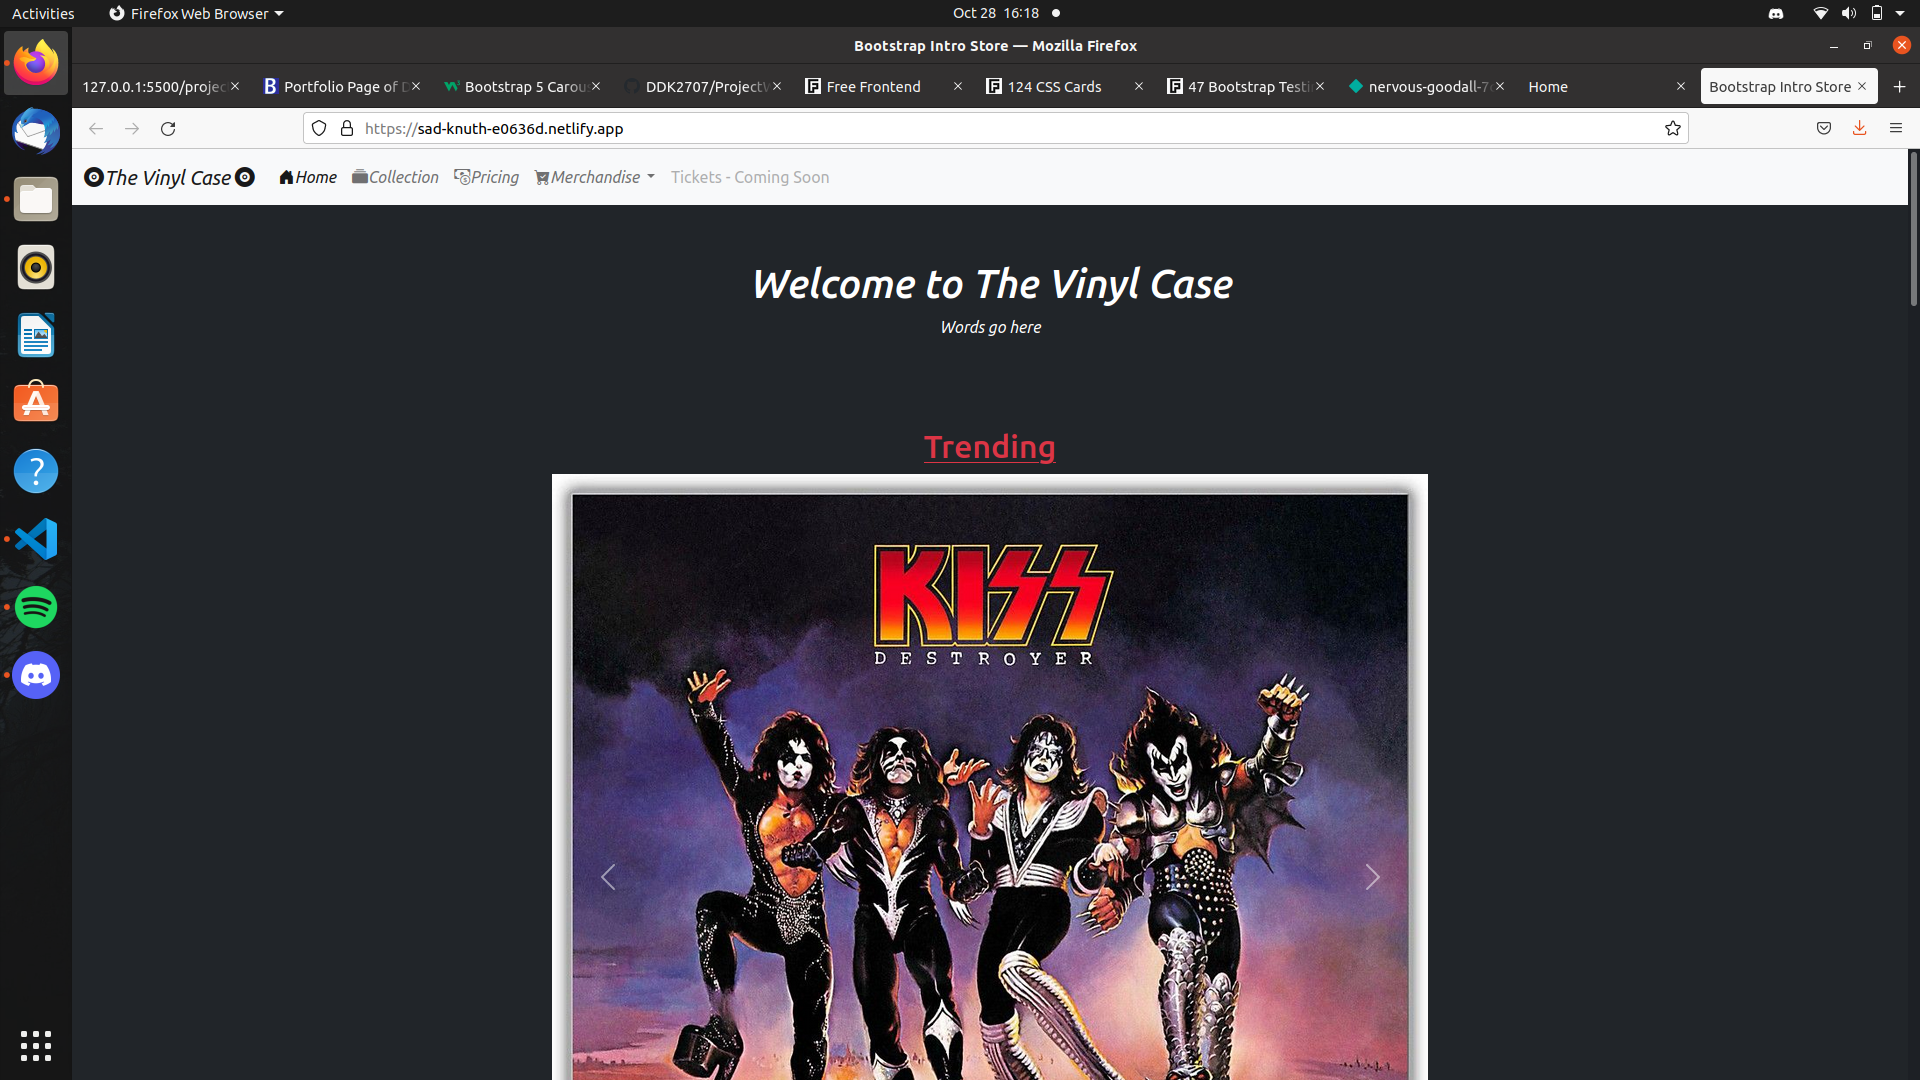 Activities
Firefox Web Browser
Oct 28 16:18
Bootstrap Intro Store — Mozilla Firefox
127.0.0.1:5500/projec
Portfolio Page of D
Bootstrap 5 Carou
DDK2707/ProjectW
Free Frontend
124 CSS Cards
47 Bootstrap Testi
nervous-goodall-7
Home
Bootstrap Intro Store
https://sad-knuth-e0636d.netlify.app
The Vinyl Case
Home
Collection
Pricing
Merchandise
Tickets - Coming Soon
Welcome to The Vinyl Case
Words go here
Trending
KISS
DESTROYER